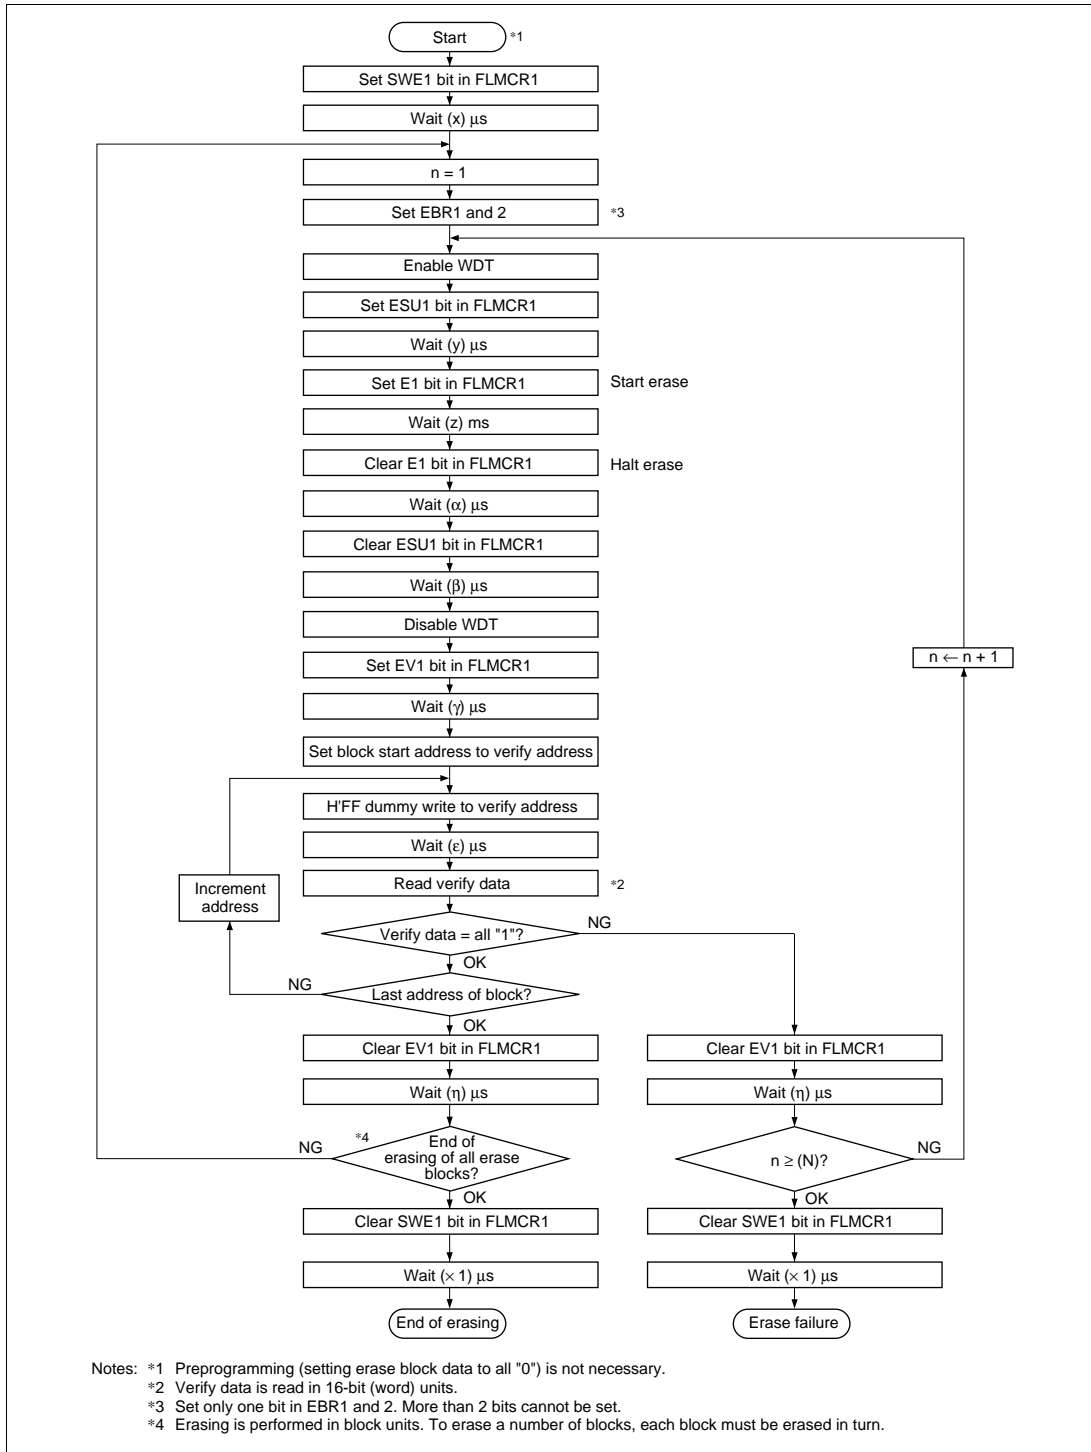 Start *1
Set SWE1 bit in FLMCR1
Wait (x) μs
n = 1
Set EBR1 and 2 *3
Enable WDT
Set ESU1 bit in FLMCR1
Wait (y) μs
Set E1 bit in FLMCR1 Start erase
Wait (z) ms
Clear E1 bit in FLMCR1 Halt erase
Wait (α) μs
Clear ESU1 bit in FLMCR1
Wait (β) μs
Disable WDT
n ← n + 1
Set EV1 bit in FLMCR1
Wait (γ) μs
Set block start address to verify address
H'FF dummy write to verify address
Wait (ε) μs
Increment
address
Read verify data *2
NG
Verify data = all "1"?
OK
NG
Last address of block?
OK
Clear EV1 bit in FLMCR1 Clear EV1 bit in FLMCR1
Wait (η) μs Wait (η) μs
*4
NG
End of
erasing of all erase
blocks?
n ≥ (N)?
NG
OK OK
Clear SWE1 bit in FLMCR1 Clear SWE1 bit in FLMCR1
Wait (× 1) μs Wait (× 1) μs
End of erasing Erase failure
Notes: *1 Preprogramming (setting erase block data to all "0") is not necessary.
*2 Verify data is read in 16-bit (word) units.
*3 Set only one bit in EBR1 and 2. More than 2 bits cannot be set.
*4 Erasing is performed in block units. To erase a number of blocks, each block must be erased in turn.